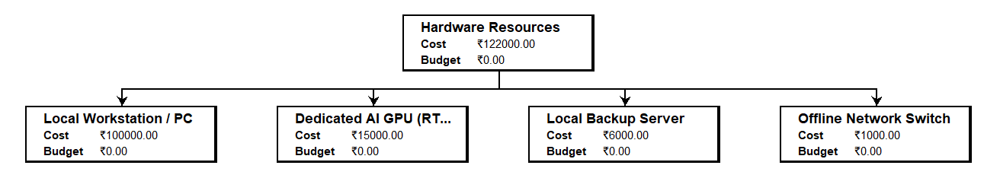 Hardware Resources
Cost ₹122000.00
Budget ₹0.00
Local Workstation / PC
Cost ₹100000.00
Budget ₹0.00
Dedicated AI GPU (RT...
Cost ₹15000.00
Budget ₹0.00
Local Backup Server
Cost ₹6000.00
Budget ₹0.00
Offline Network Switch
Cost ₹1000.00
Budget ₹0.00